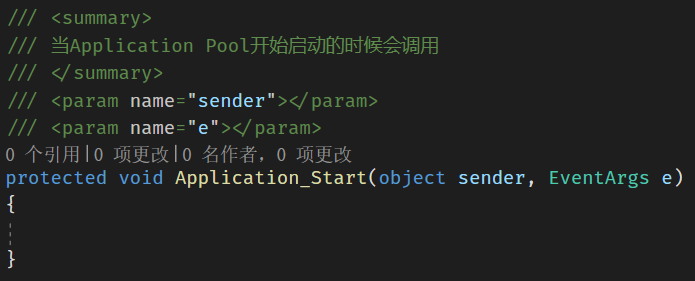 /// <summary>
/// 当Application Pool开始启动的时候会调用
/// </summary>
/// <param name="sender"></param>
/// <param name="e"></param>
0 个引用|0 项更改|0 名作者，0 项更改
protected void Application_Start(object sender, EventArgs e)
{
}